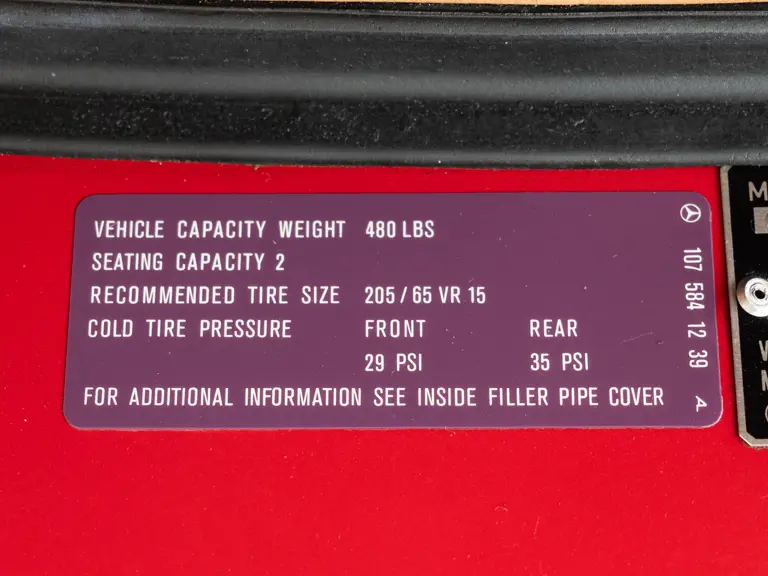 VEHICLE CAPACITY WEIGHT 480 LBS
SEATING CAPACITY 2
RECOMMENDED TIRE SIZE 205/65 VR 15
COLD TIRE PRESSURE FRONT REAR
29 PSI 35 PSI
FOR ADDITIONAL INFORMATION SEE INSIDE FILLER PIPE COVER
107 584 12 39 A